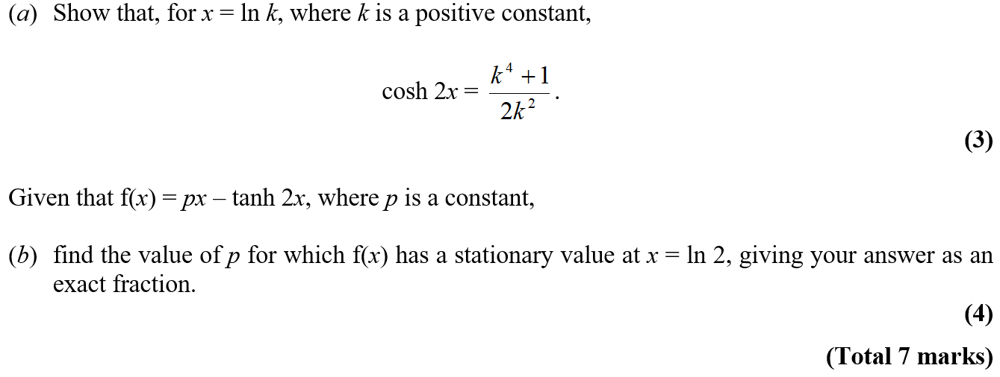 (a) Show that, for x = ln k, where k is a positive constant,
cosh 2x = \frac{k^4 + 1}{2k^2}.
(3)
Given that f(x) = px – tanh 2x, where p is a constant,
(b) find the value of p for which f(x) has a stationary value at x = ln 2, giving your answer as an
exact fraction.
(4)
(Total 7 marks)